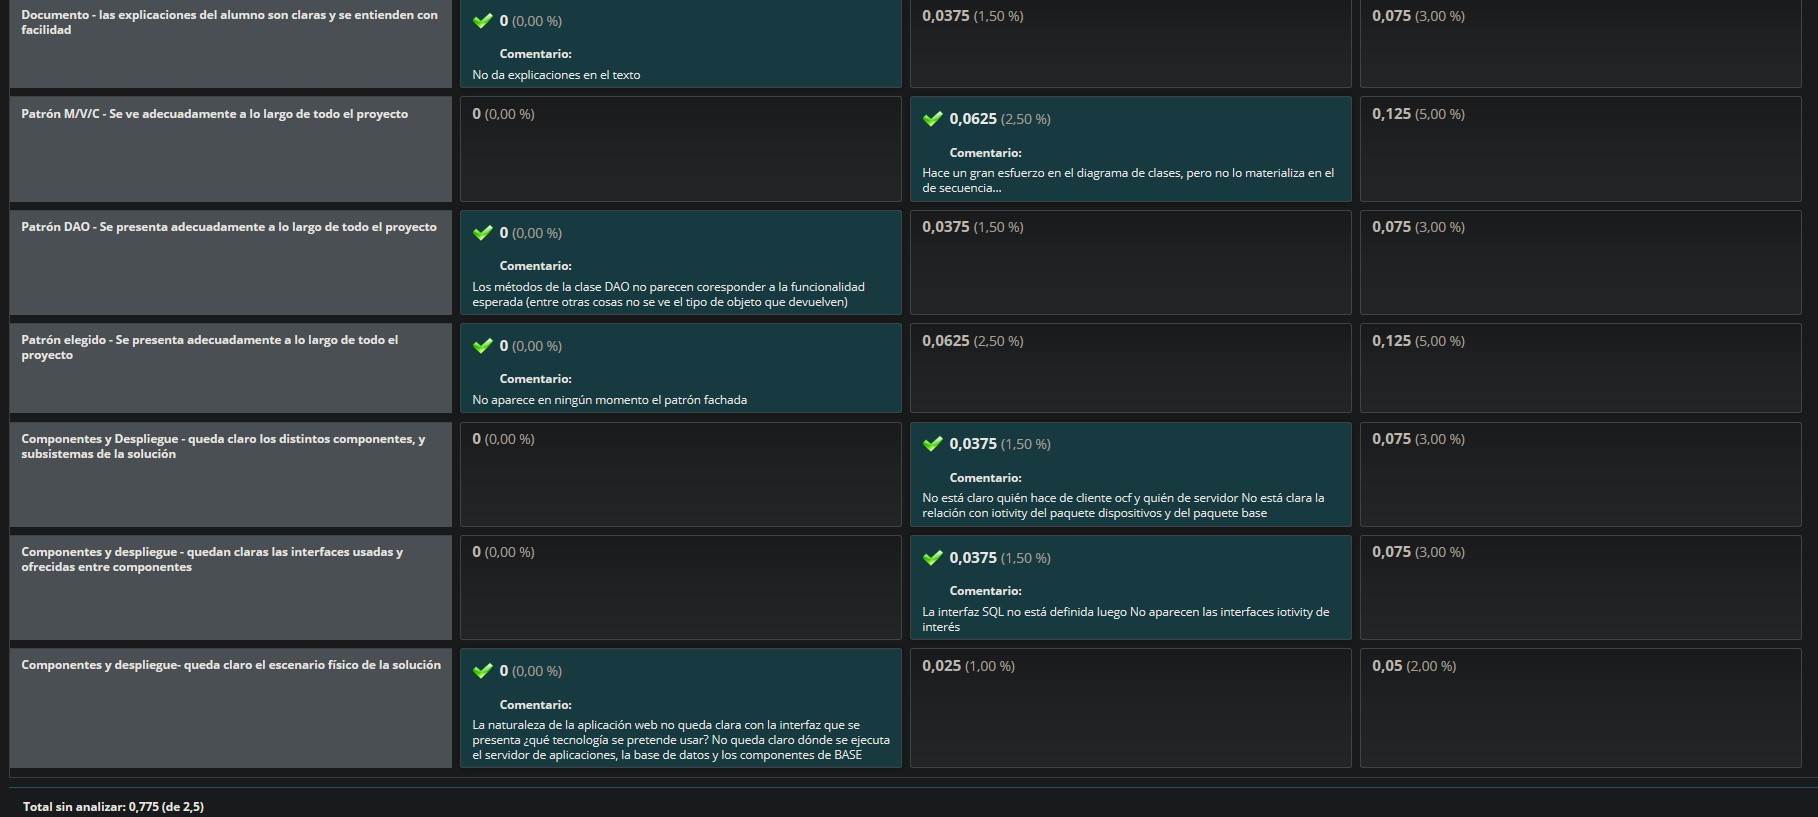 Documento - las explicaciones del alumno son claras y se entienden con
facilidad
0 (0,00 %)
Comentario:
No da explicaciones en el texto
0,0375 (1,50 %)
0,075 (3,00 %)
Patrón M/V/C - Se ve adecuadamente a lo largo de todo el proyecto
0 (0,00 %)
0,0625 (2,50 %)
Comentario:
Hace un gran esfuerzo en el diagrama de clases, pero no lo materializa en el
de secuencia...
0,125 (5,00 %)
Patrón DAO - Se presenta adecuadamente a lo largo de todo el proyecto
0 (0,00 %)
Comentario:
Los métodos de la clase DAO no parecen coresponder a la funcionalidad
esperada (entre otras cosas no se ve el tipo de objeto que devuelven)
0,0375 (1,50 %)
0,075 (3,00 %)
Patrón elegido - Se presenta adecuadamente a lo largo de todo el
proyecto
0 (0,00 %)
Comentario:
No aparece en ningún momento el patrón fachada
0,0625 (2,50 %)
0,125 (5,00 %)
Componentes y Despliegue - queda claro los distintos componentes, y
subsistemas de la solución
0 (0,00 %)
0,0375 (1,50 %)
Comentario:
No está claro quién hace de cliente ocf y quién de servidor No está clara la
relación con iotivity del paquete dispositivos y del paquete base
0,075 (3,00 %)
Componentes y despliegue - quedan claras las interfaces usadas y
ofrecidas entre componentes
0 (0,00 %)
0,0375 (1,50 %)
Comentario:
La interfaz SQL no está definida luego No aparecen las interfaces iotivity de
interés
0,075 (3,00 %)
Componentes y despliegue- queda claro el escenario físico de la solución
0 (0,00 %)
Comentario:
La naturaleza de la aplicación web no queda clara con la interfaz que se
presenta ¿qué tecnología se pretende usar? No queda claro dónde se ejecuta
el servidor de aplicaciones, la base de datos y los componentes de BASE
0,025 (1,00 %)
0,05 (2,00 %)
Total sin analizar: 0,775 (de 2,5)